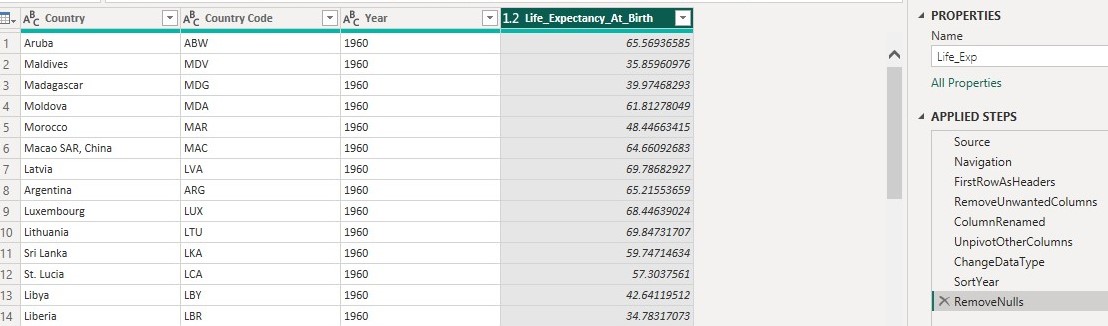 ABC Country ABC Country Code ABC Year 1.2 Life_Expectancy_At_Birth
1 Aruba ABW 1960 65.56936585
2 Maldives MDV 1960 35.85960976
3 Madagascar MDG 1960 39.97468293
4 Moldova MDA 1960 61.81278049
5 Morocco MAR 1960 48.44663415
6 Macao SAR, China MAC 1960 64.66092683
7 Latvia LVA 1960 69.78682927
8 Argentina ARG 1960 65.21553659
9 Luxembourg LUX 1960 68.44639024
10 Lithuania LTU 1960 69.84731707
11 Sri Lanka LKA 1960 59.74714634
12 St. Lucia LCA 1960 57.3037561
13 Libya LBY 1960 42.64119512
14 Liberia LBR 1960 34.78317073
PROPERTIES
Name
Life_Exp
All Properties
APPLIED STEPS
Source
Navigation
FirstRowAsHeaders
RemoveUnwantedColumns
ColumnRenamed
UnpivotOtherColumns
ChangeDataType
SortYear
RemoveNulls